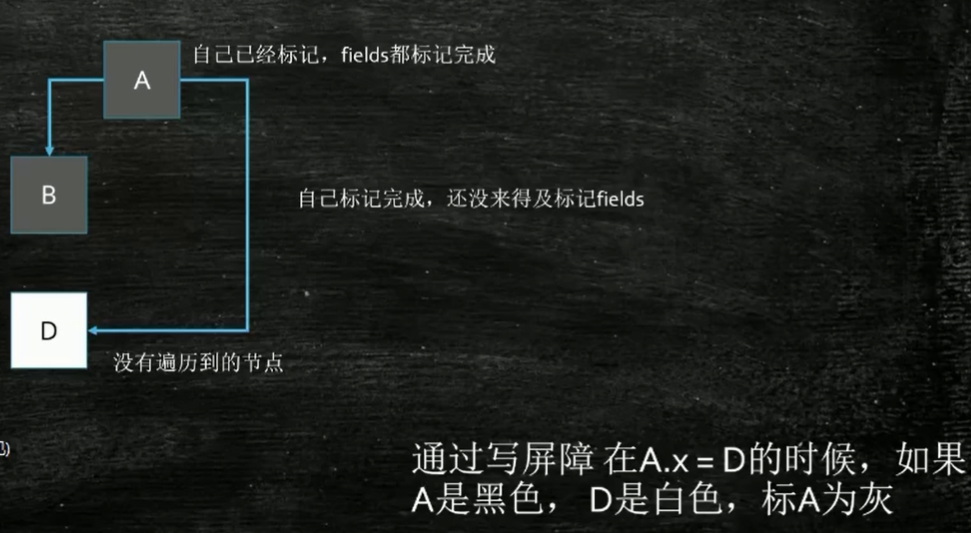 A
自己已经标记，fields都标记完成
B
自己标记完成，还没来得及标记fields
D
没有遍历到的节点
通过写屏障 在A.x = D的时候，如果
A是黑色， D是白色，标A为灰